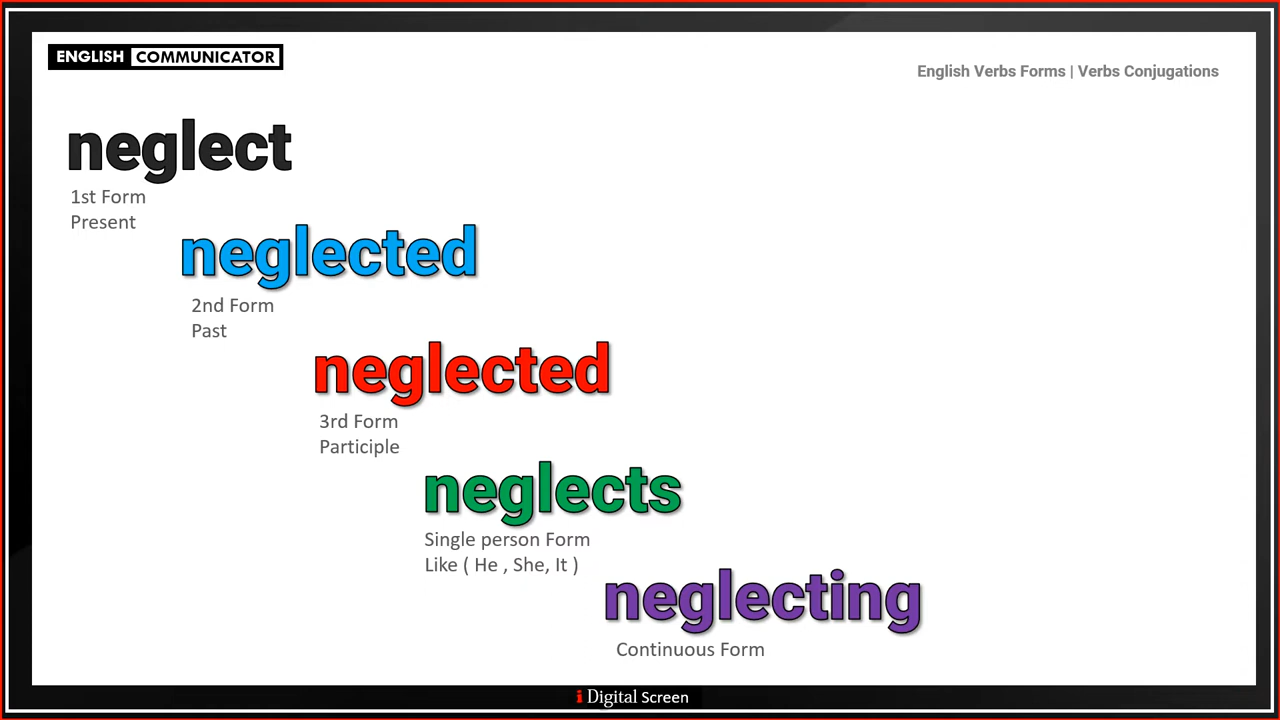 ENGLISH COMMUNICATOR
English Verbs Forms | Verbs Conjugations
neglect
1st Form
Present
neglected
2nd Form
Past
neglected
3rd Form
Participle
neglects
Single person Form
Like ( He , She, It )
neglecting
Continuous Form
i Digital Screen